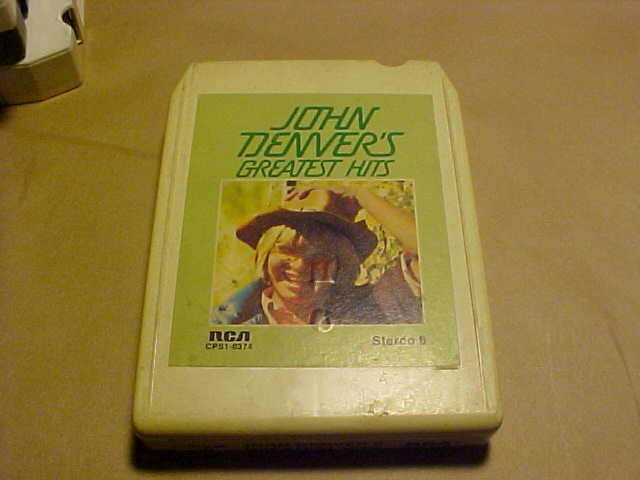 JOHN
DENVER'S
GREATEST HITS
RCA
CPS1-0374
Stereo 8